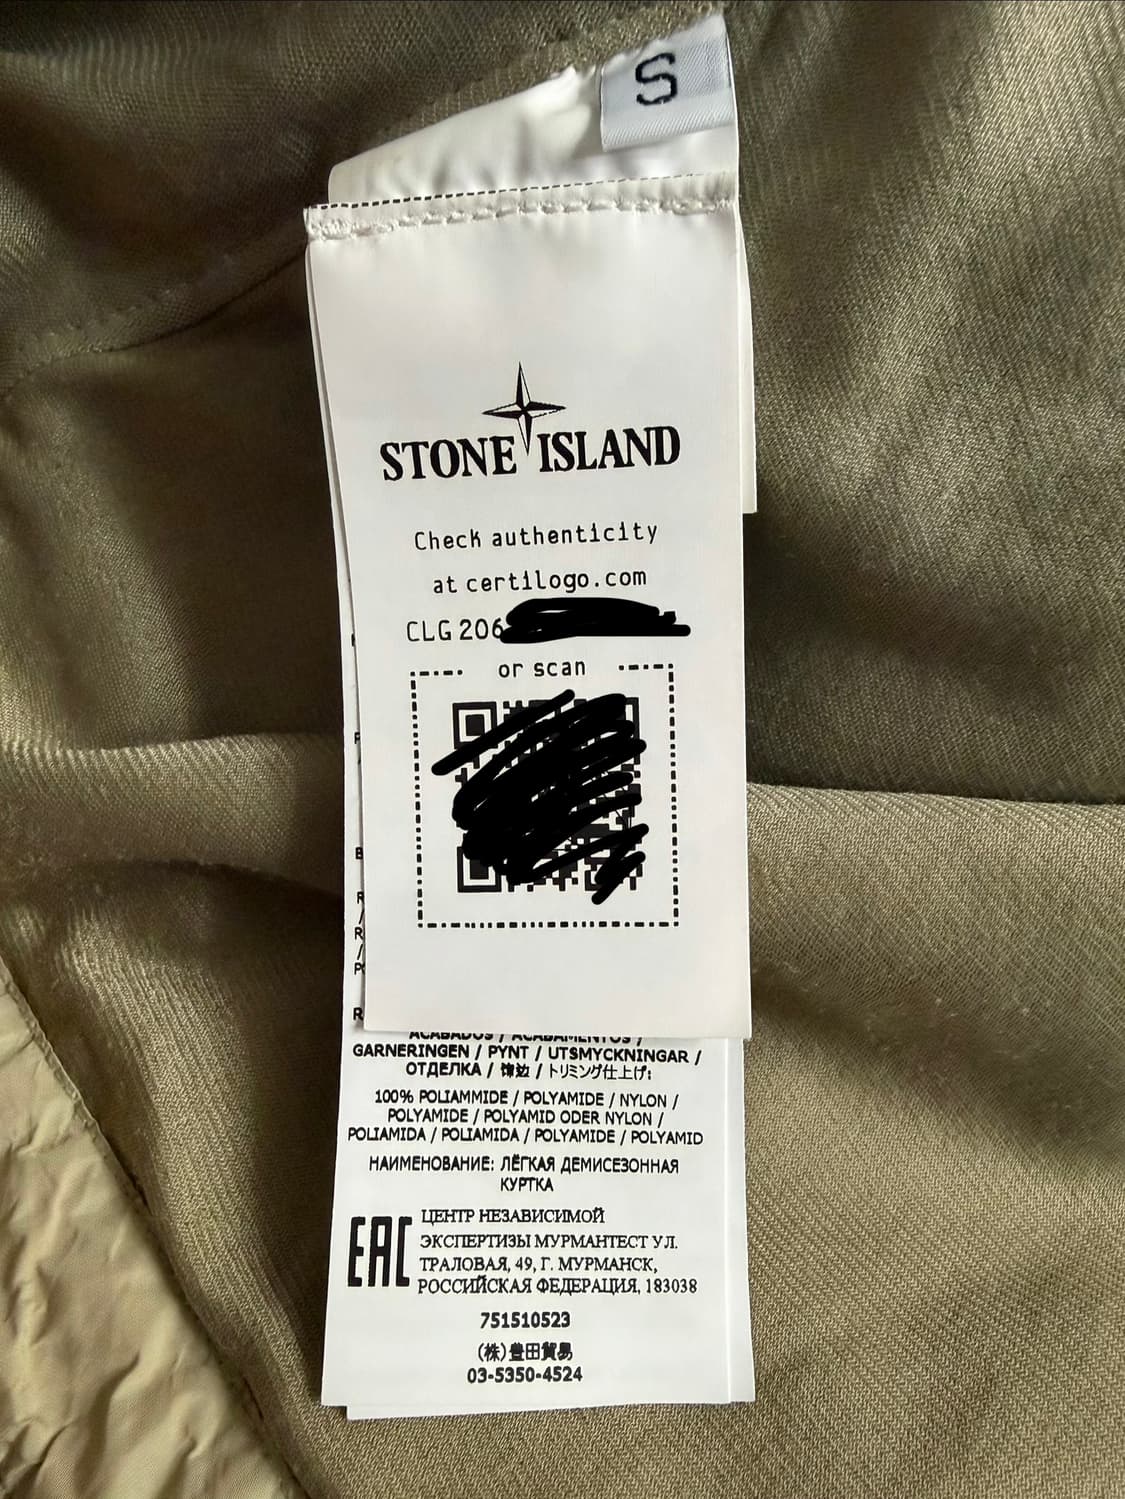 S
STONE ISLAND
Check authenticity
at certilogo.com
CLG 206
or scan
R
/
R
/
P
R
ACABADOS / ACABAMENTOS /
GARNERINGEN / PYNT / UTSMYCKNINGAR /
ОТДЕЛКА / 饰边 / トリミング仕上げ:
100% POLIAMMIDE / POLYAMIDE / NYLON /
POLYAMIDE / POLYAMID ODER NYLON /
POLIAMIDA / POLIAMIDA / POLYAMIDE / POLYAMID
НАИМЕНОВАНИЕ: ЛЁГКАЯ ДЕМИСЕЗОННАЯ
КУРТКА
EAC
ЦЕНТР НЕЗАВИСИМОЙ
ЭКСПЕРТИЗЫ МУРМАНТЕСТ УЛ.
ТРАЛОВАЯ, 49, Г. МУРМАНСК,
РОССИЙСКАЯ ФЕДЕРАЦИЯ, 183038
751510523
(株)豊田貿易
03-5350-4524